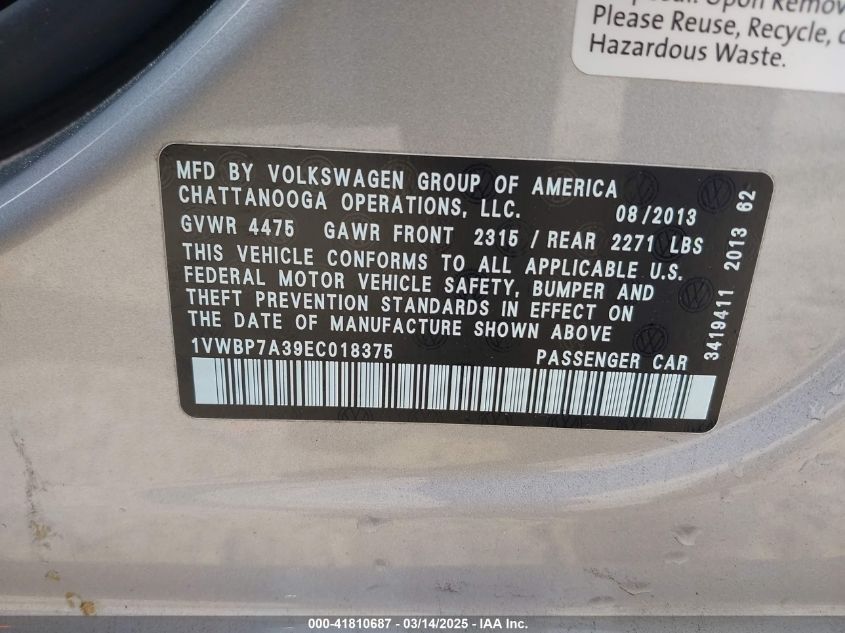 Upon Remov
Please Reuse, Recycle,
Hazardous Waste.
MFD BY VOLKSWAGEN GROUP OF AMERICA
CHATTANOOGA OPERATIONS, LLC. 08/2013
GVWR 4475 GAWR FRONT 2315 / REAR 2271 LBS
THIS VEHICLE CONFORMS TO ALL APPLICABLE U.S.
FEDERAL MOTOR VEHICLE SAFETY, BUMPER AND
THEFT PREVENTION STANDARDS IN EFFECT ON
THE DATE OF MANUFACTURE SHOWN ABOVE
1VWBP7A39EC018375 PASSENGER CAR
3419411 2013 62
000-41810687 / 03/14/2025 - IAA Inc.